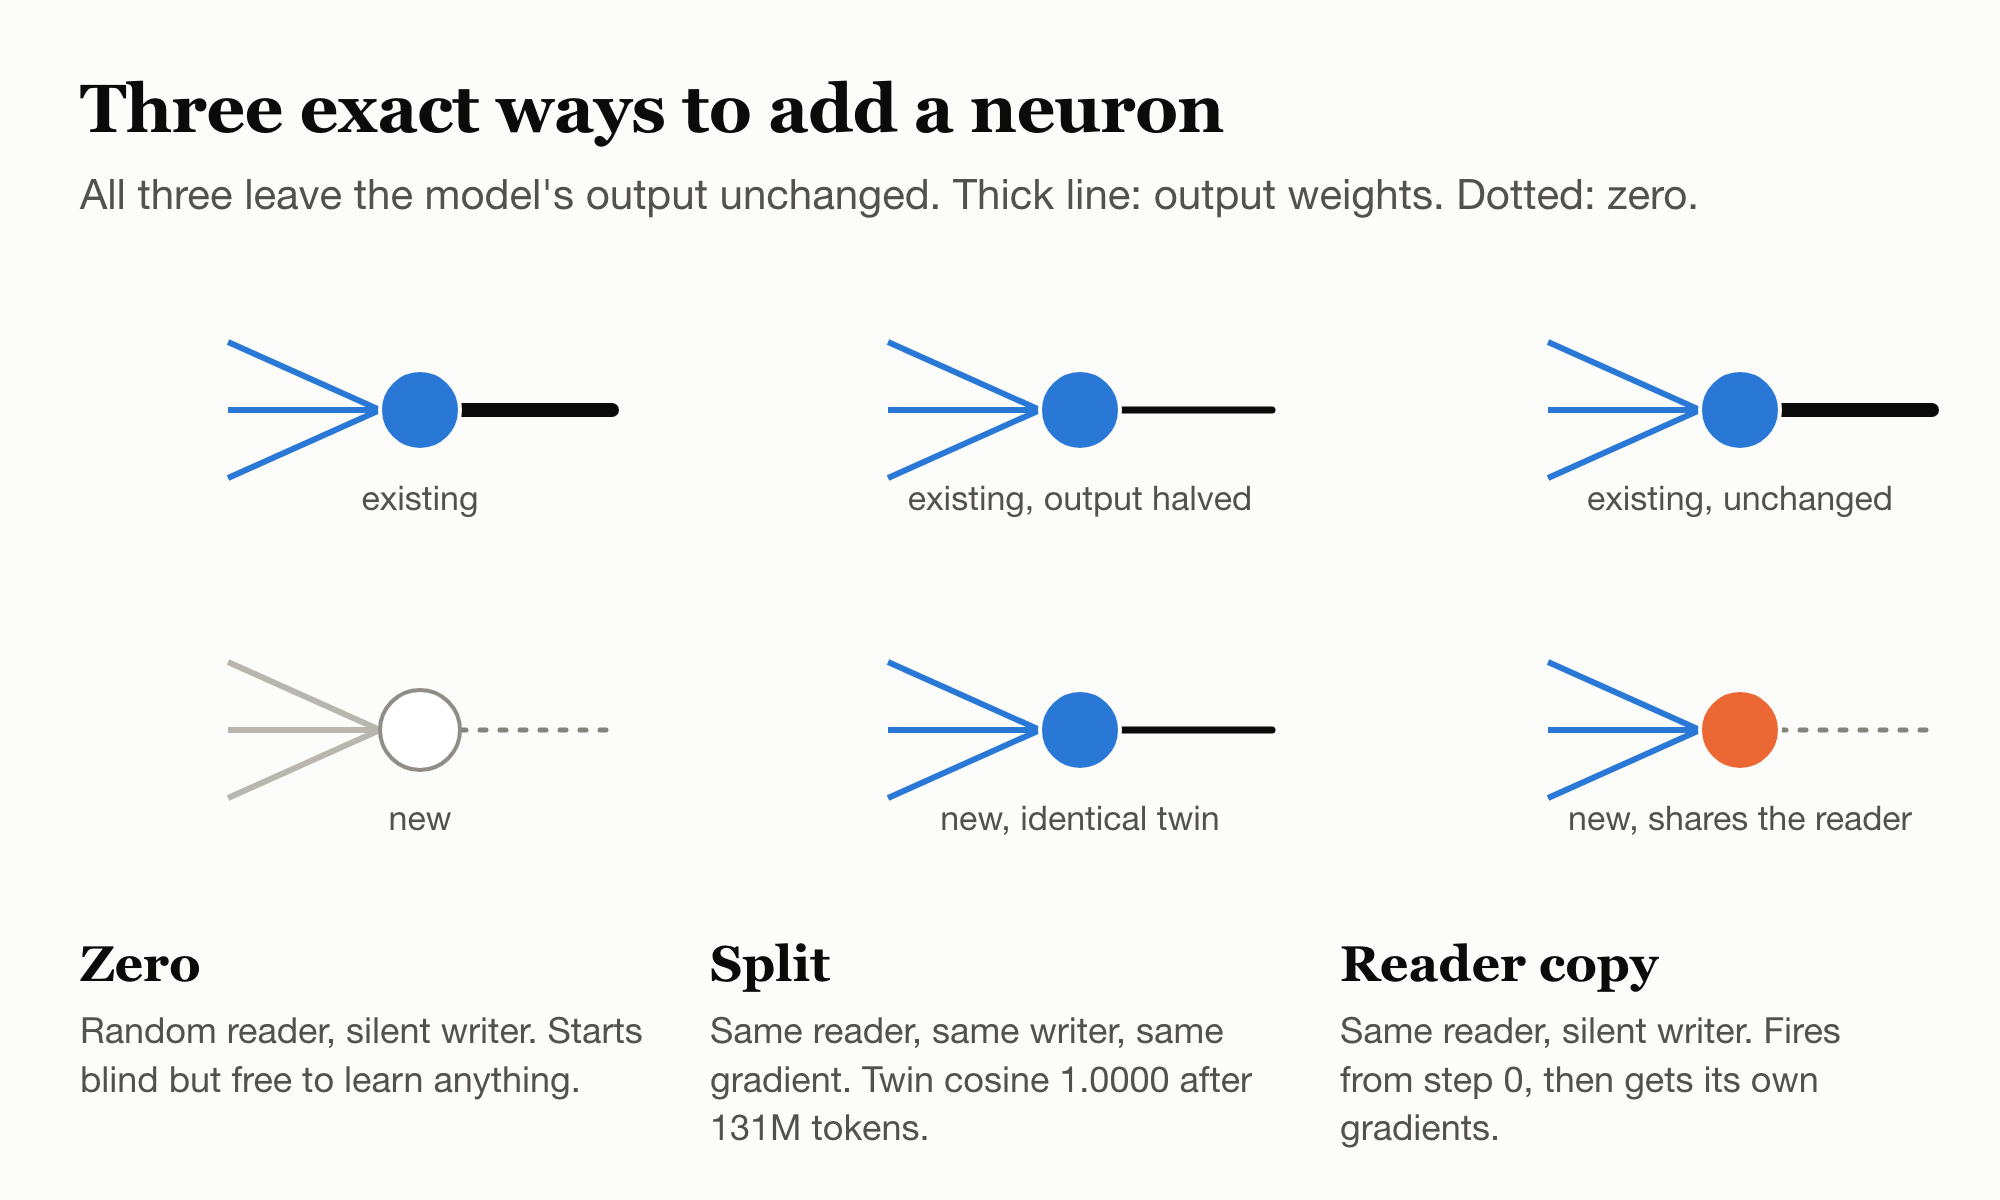 Three exact ways to add a neuron
All three leave the model's output unchanged. Thick line: output weights. Dotted: zero.
existing
existing, output halved
existing, unchanged
new
new, identical twin
new, shares the reader
Zero
Random reader, silent writer. Starts
blind but free to learn anything.
Split
Same reader, same writer, same
gradient. Twin cosine 1.0000 after
131M tokens.
Reader copy
Same reader, silent writer. Fires
from step 0, then gets its own
gradients.